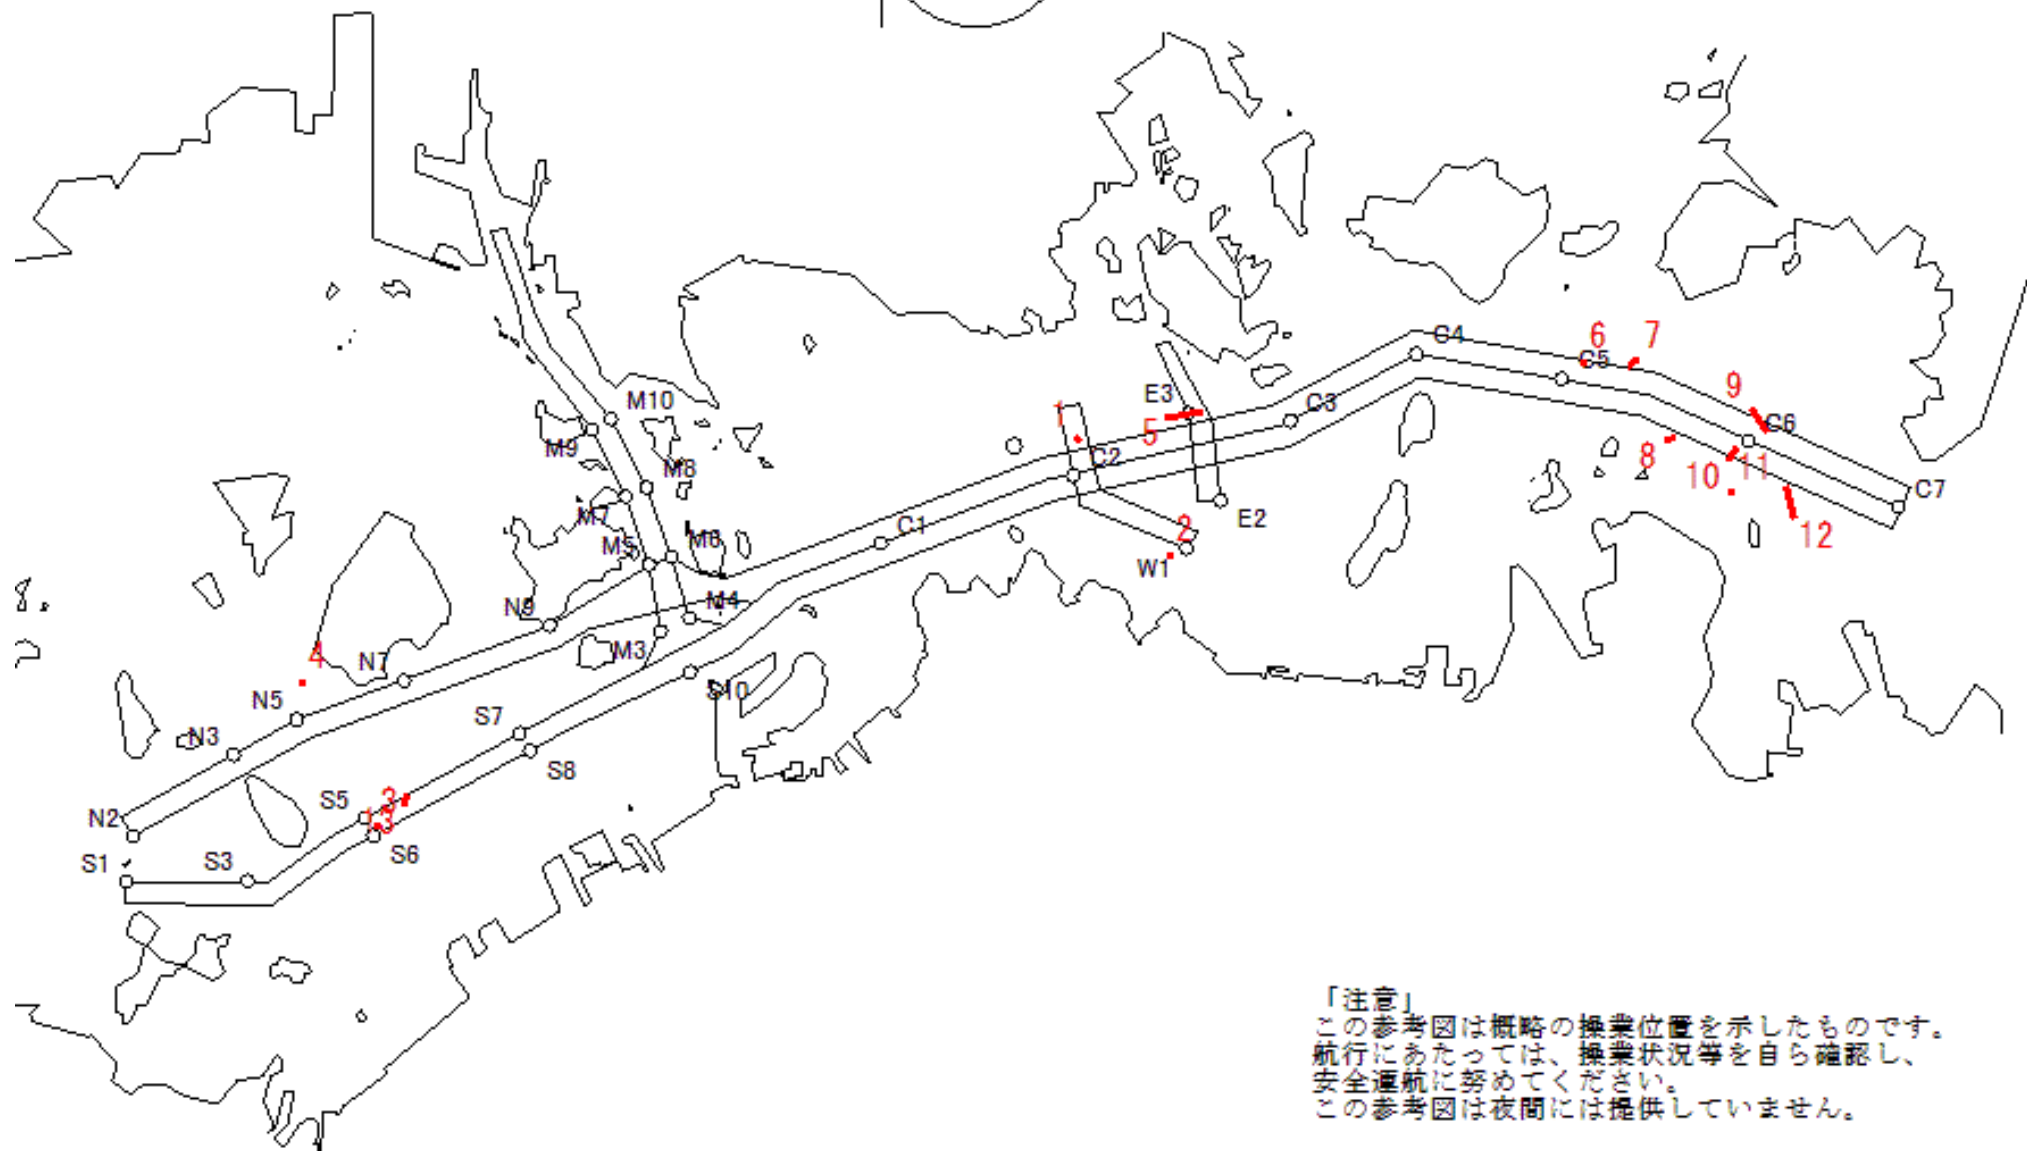 C4
6
7
C5
M10
E3
9
1
C3
C6
5
M9
C2
8
M8
10
11
C7
M7
C1
E2
2
12
M5
M6
W1
N9
M4
M3
4
N7
S10
N5
S7
N3
S8
S5
3
N2
13
S6
S1
S3
「注意」
この参考図は概略の操業位置を示したものです。
航行にあたっては、操業状況等を自ら確認し、
安全運航に努めてください。
この参考図は夜間には提供していません。